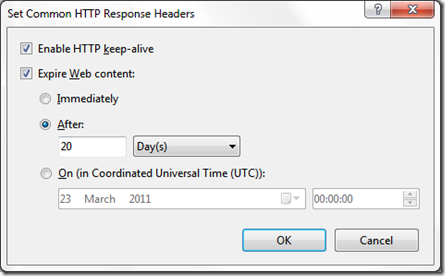 Set Common HTTP Response Headers
Enable HTTP keep-alive
Expire Web content:
Immediately
After:
20 Day(s)
On (in Coordinated Universal Time (UTC)):
23 March 2011 00:00:00
OK Cancel